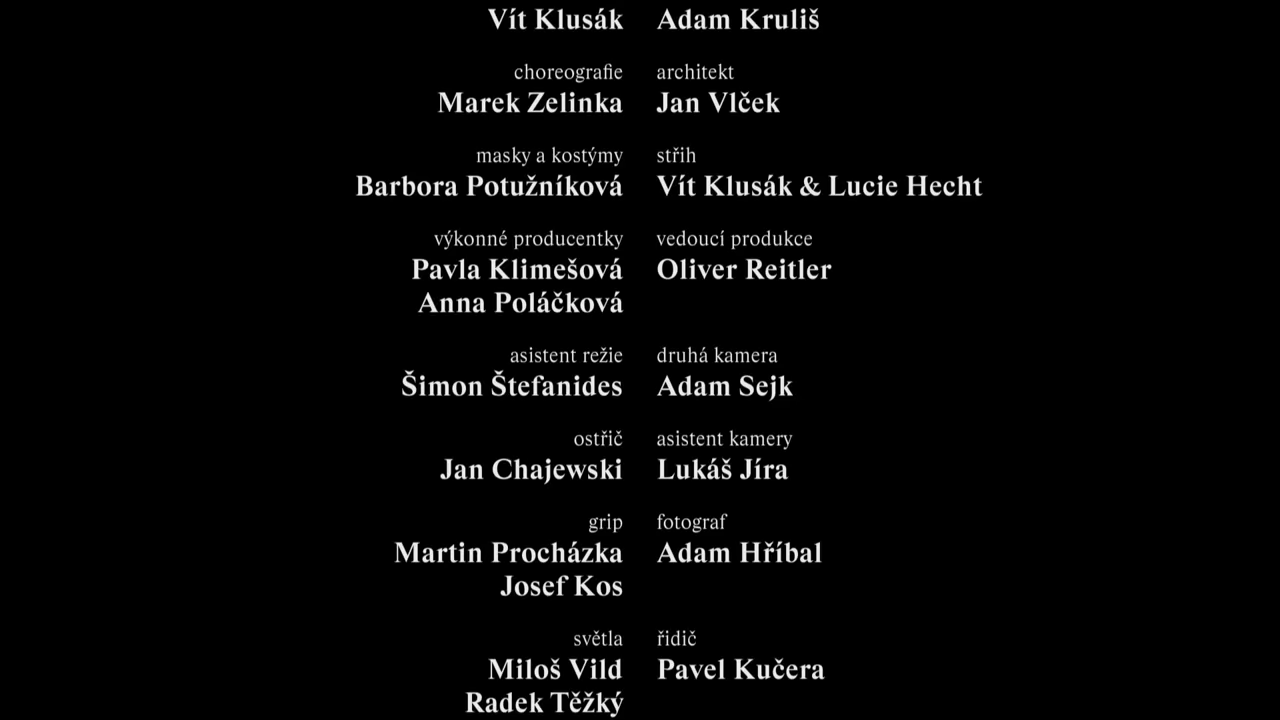 Vít Klusák Adam Kruliš
choreografie architekt
Marek Zelinka Jan Vlček
masky a kostýmy střih
Barbora Potužníková Vít Klusák & Lucie Hecht
výkonné producentky vedoucí produkce
Pavla Klimešová Oliver Reitler
Anna Poláčková
asistent režie druhá kamera
Šimon Štefanides Adam Sejk
ostřič asistent kamery
Jan Chajewski Lukáš Jíra
grip fotograf
Martin Procházka Adam Hříbal
Josef Kos
světla řidič
Miloš Vild Pavel Kučera
Radek Těžký